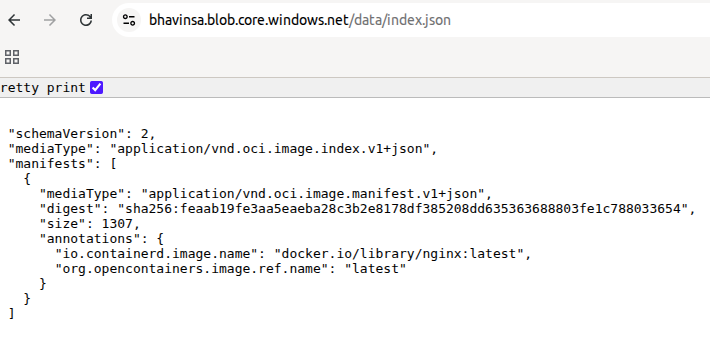 bhavinsa.blob.core.windows.net/data/index.json
retty print
"schemaVersion": 2,
"mediaType": "application/vnd.oci.image.index.v1+json",
"manifests": [
{
"mediaType": "application/vnd.oci.image.manifest.v1+json",
"digest": "sha256:feaab19fe3aa5eaeba28c3b2e8178df385208dd635363688803fe1c788033654",
"size": 1307,
"annotations": {
"io.containerd.image.name": "docker.io/library/nginx:latest",
"org.opencontainers.image.ref.name": "latest"
}
}
]